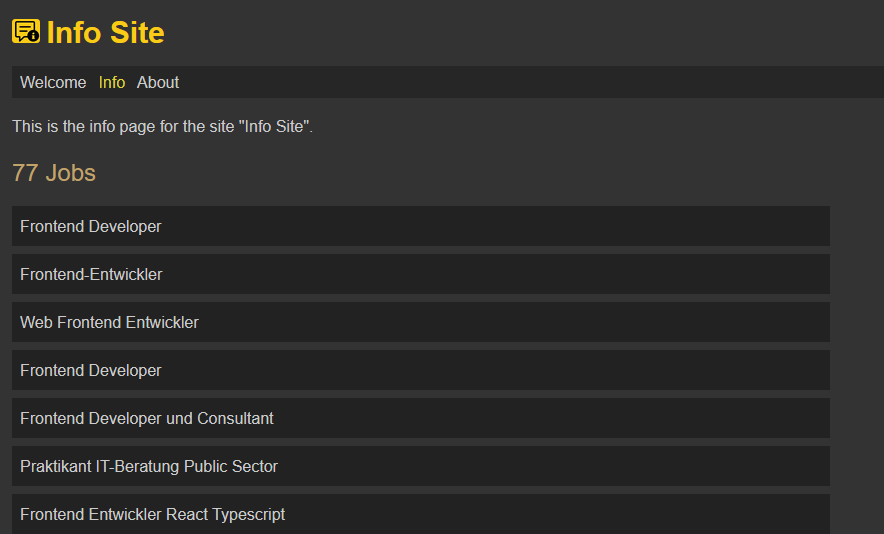 Info Site
Welcome Info About
This is the info page for the site "Info Site".
77 Jobs
Frontend Developer
Frontend-Entwickler
Web Frontend Entwickler
Frontend Developer
Frontend Developer und Consultant
Praktikant IT-Beratung Public Sector
Frontend Entwickler React Typescript